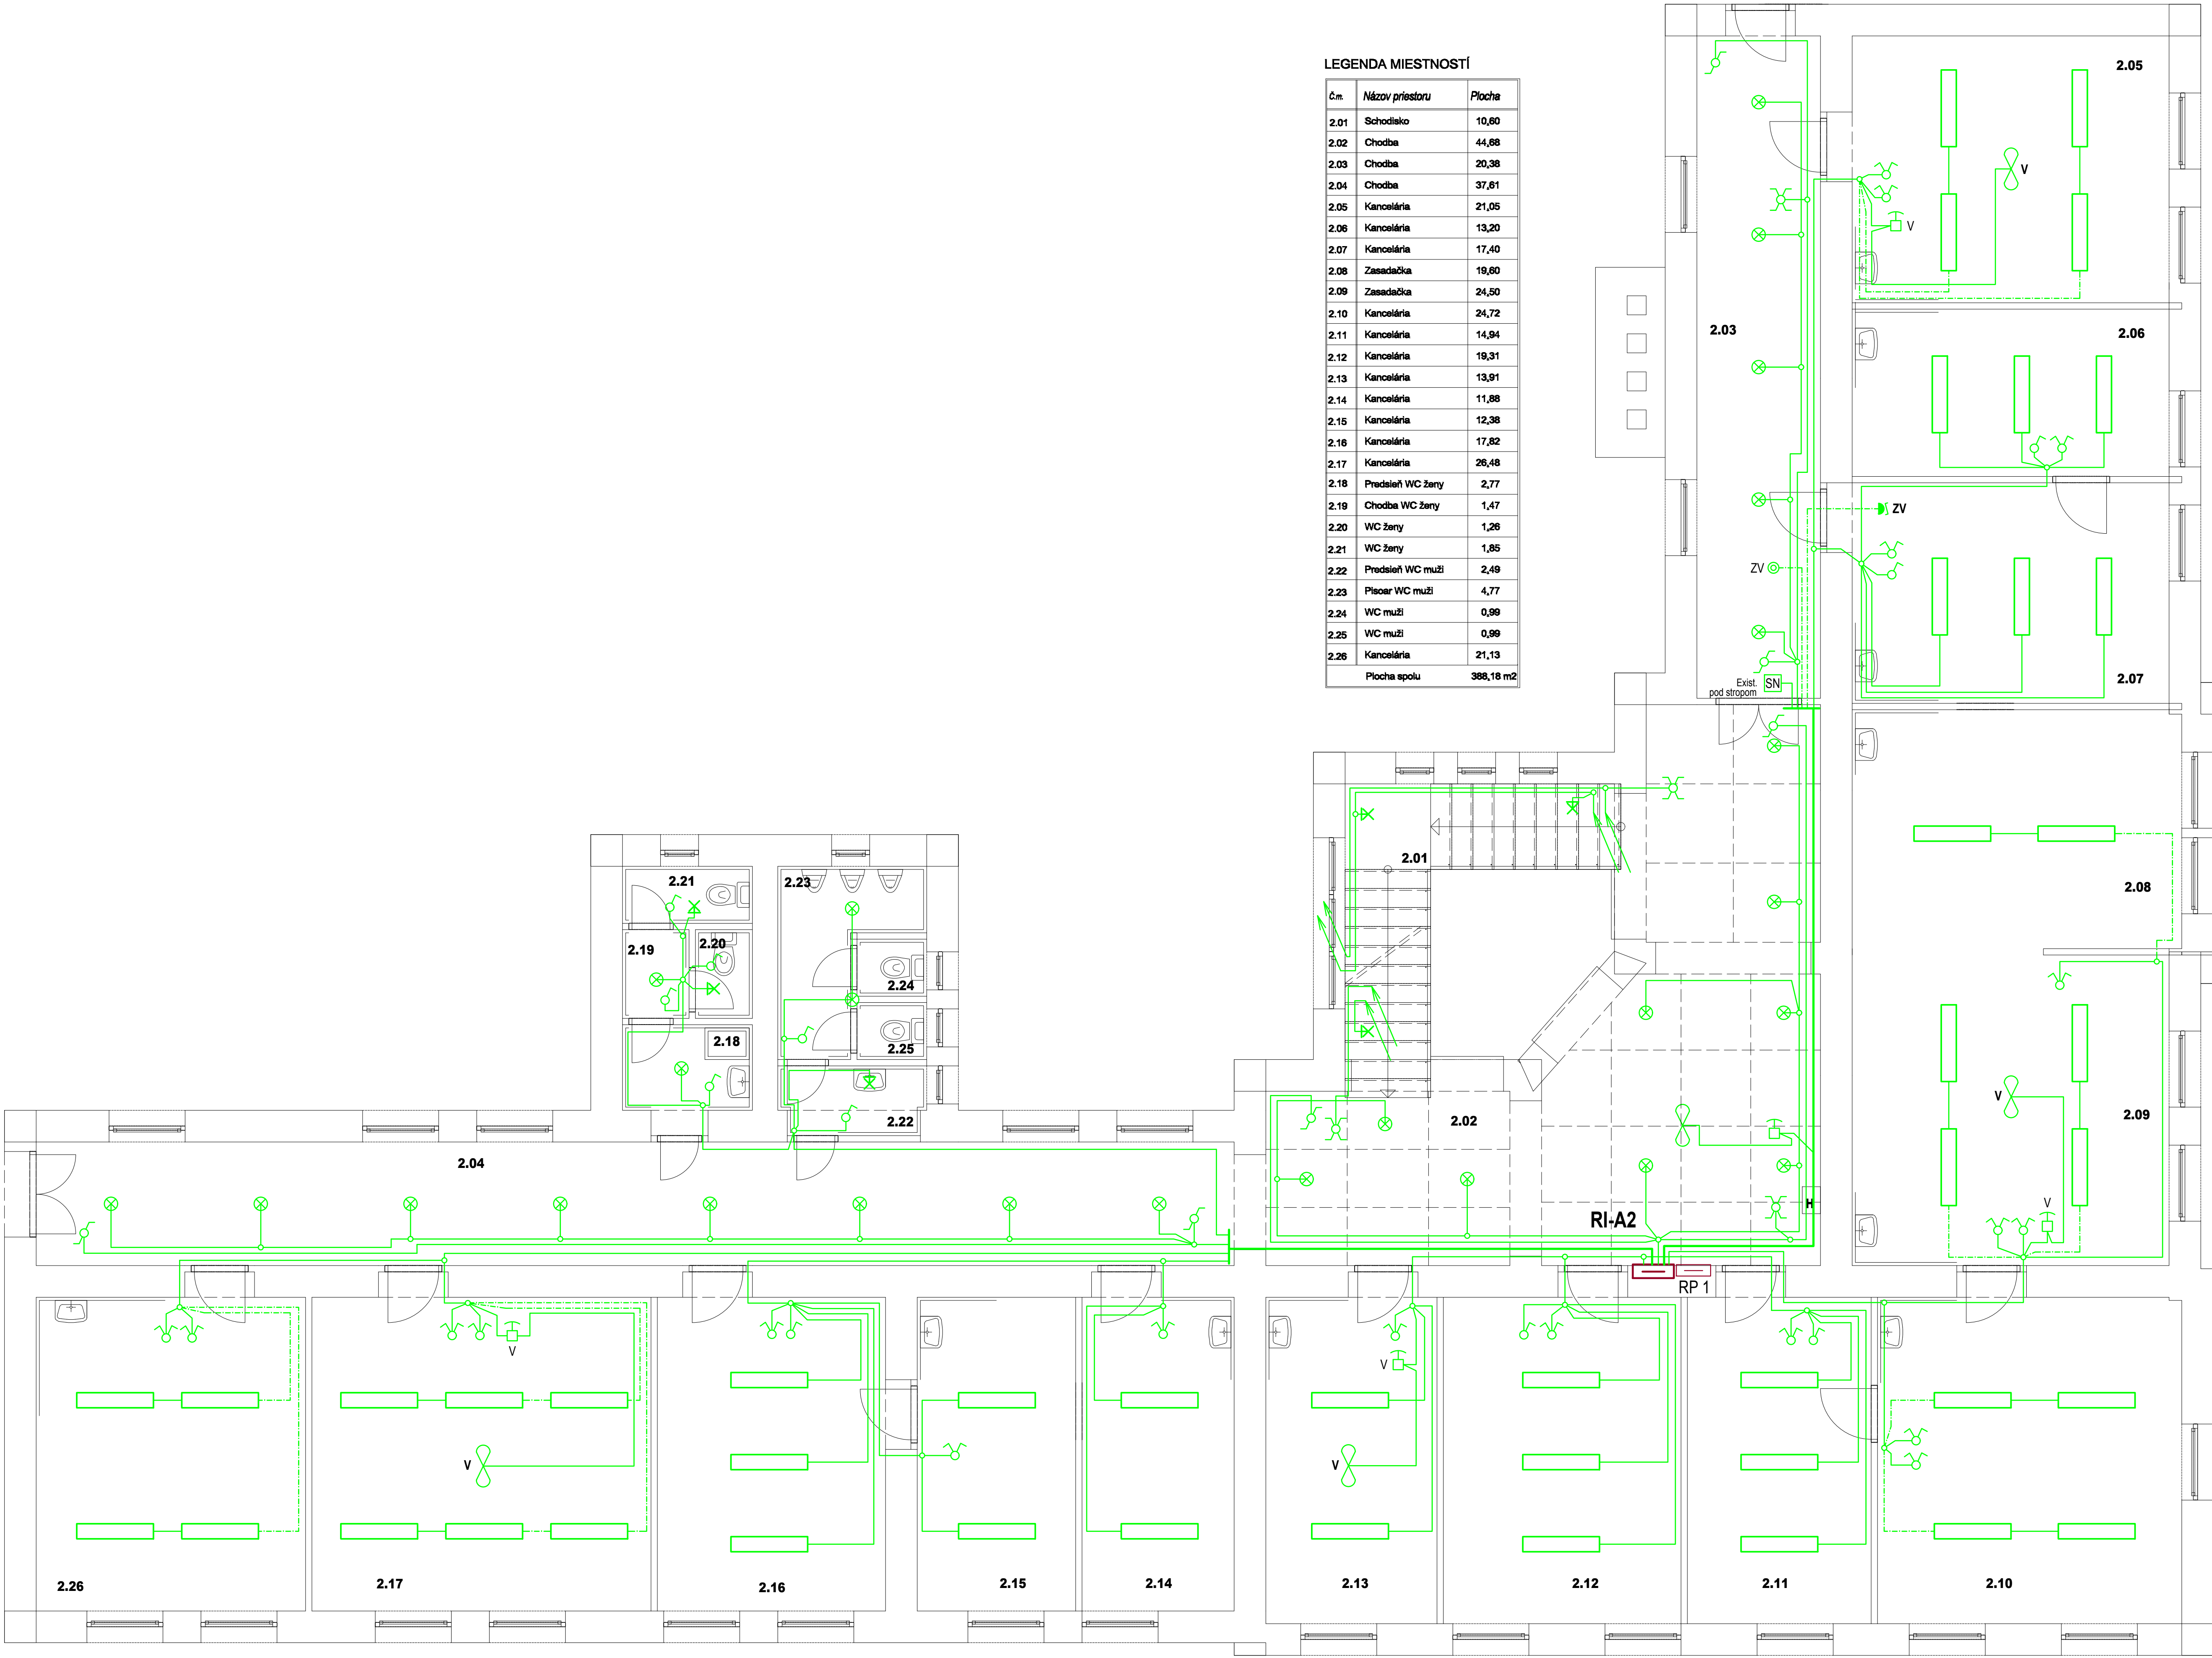 LEGENDA MIESTNOSTÍ
Č.m. Názov priestoru Plocha
2.01 Schodisko 10,60
2.02 Chodba 44,68
2.03 Chodba 20,38
2.04 Chodba 37,61
2.05 Kancelária 21,05
2.06 Kancelária 13,20
2.07 Kancelária 17,40
2.08 Zasadačka 19,60
2.09 Zasadačka 24,50
2.10 Kancelária 24,72
2.11 Kancelária 14,94
2.12 Kancelária 19,31
2.13 Kancelária 13,91
2.14 Kancelária 11,88
2.15 Kancelária 12,38
2.16 Kancelária 17,82
2.17 Kancelária 26,48
2.18 Predsieň WC ženy 2,77
2.19 Chodba WC ženy 1,47
2.20 WC ženy 1,26
2.21 WC ženy 1,85
2.22 Predsieň WC muži 2,49
2.23 Pisoar WC muži 4,77
2.24 WC muži 0,99
2.25 WC muži 0,99
2.26 Kancelária 21,13
Plocha spolu 388,18 m2
2.05
V
V
2.03
2.06
ZV
ZV
Exist.
pod stropom
SN
2.07
2.01
2.08
2.21
2.23
2.19
2.20
2.24
2.18
2.25
2.22
2.02
V
2.09
2.04
V
H
RI-A2
RP 1
V
V
V
V
2.26
2.17
2.16
2.15
2.14
2.13
2.12
2.11
2.10